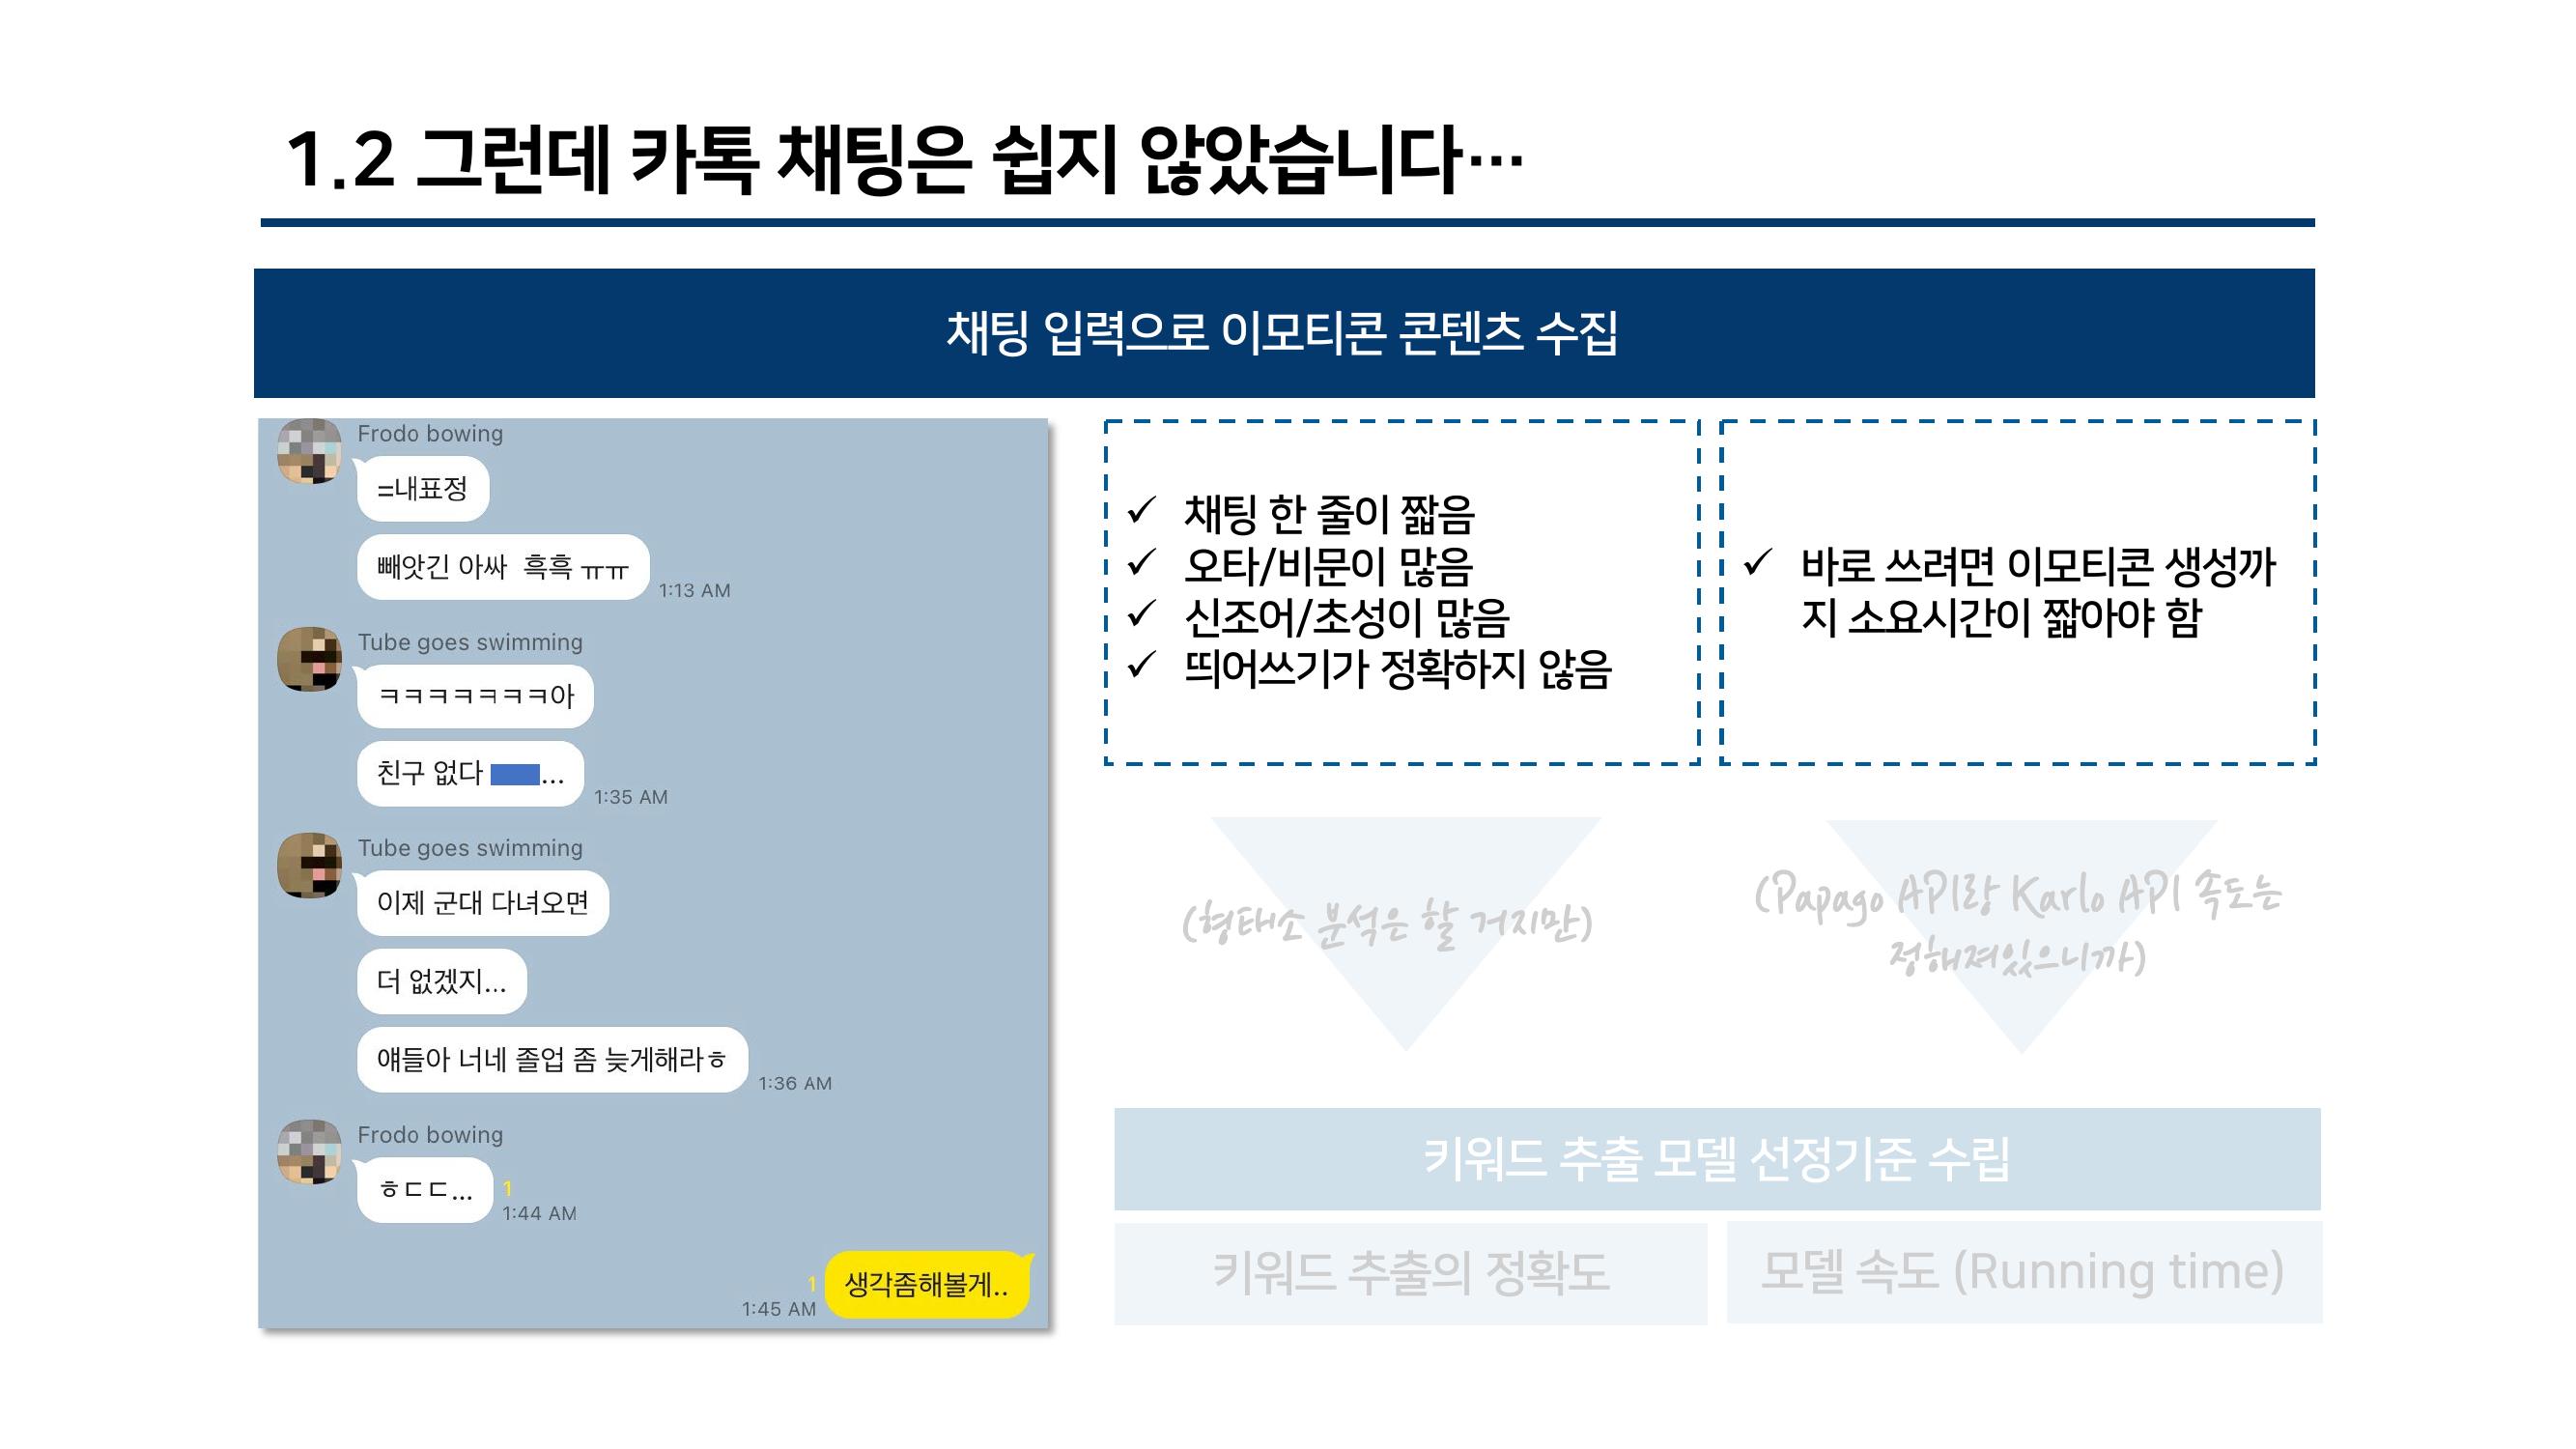 1.2 그런데 카톡 채팅은 쉽지 않았습니다…
채팅 입력으로 이모티콘 콘텐츠 수집
Frodo bowing
=내표정
빼앗긴 아싸  흑흑 ㅠㅠ
1:13 AM
Tube goes swimming
ㅋㅋㅋㅋㅋㅋㅋ아
친구 없다 ...
1:35 AM
Tube goes swimming
이제 군대 다녀오면
더 없겠지...
얘들아 너네 졸업 좀 늦게해라ㅎ
1:36 AM
Frodo bowing
ㅎㄷㄷ...
1
1:44 AM
생각좀해볼게..
1
1:45 AM
✓ 채팅 한 줄이 짧음
✓ 오타/비문이 많음
✓ 신조어/초성이 많음
✓ 띄어쓰기가 정확하지 않음
✓ 바로 쓰려면 이모티콘 생성까
지 소요시간이 짧아야 함
(형태소 분석은 할 거지만)
(Papago API랑 Karlo API 속도는
정해져있으니까)
키워드 추출 모델 선정기준 수립
키워드 추출의 정확도
모델 속도 (Running time)